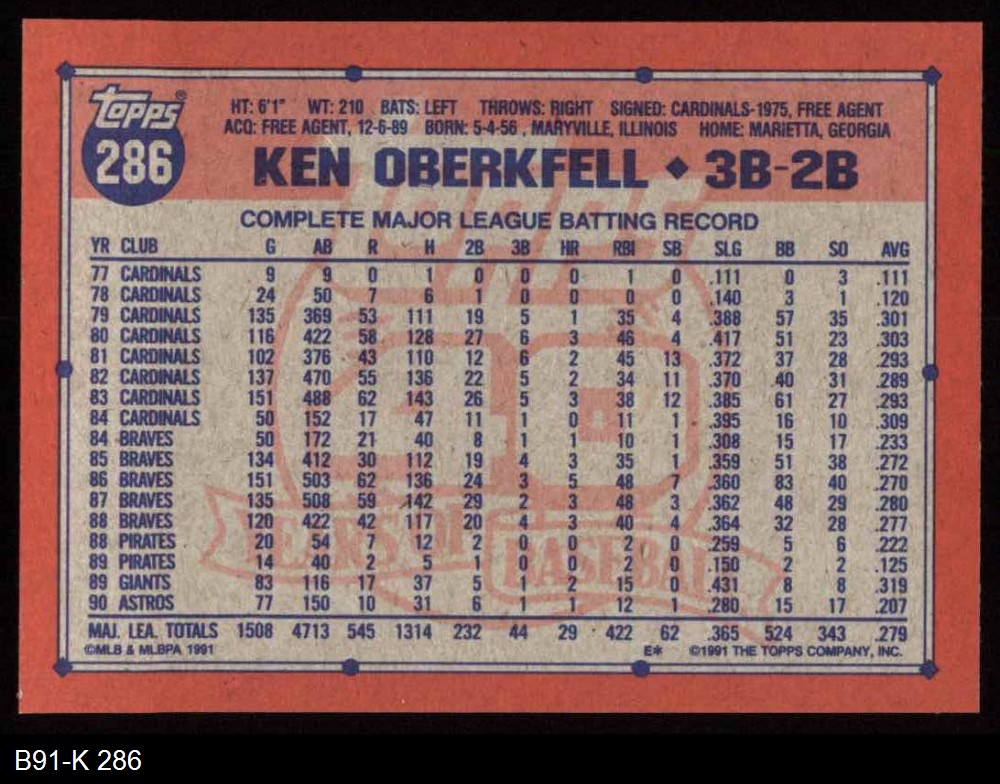 topps®
286
HT: 6'1" WT: 210 BATS: LEFT THROWS: RIGHT SIGNED: CARDINALS-1975, FREE AGENT
ACQ: FREE AGENT, 12-6-89 BORN: 5-4-56 , MARYVILLE, ILLINOIS HOME: MARIETTA, GEORGIA
KEN OBERKFELL ◆ 3B-2B
COMPLETE MAJOR LEAGUE BATTING RECORD
YR CLUB G AB R H 2B 3B HR RBI SB SLG BB SO AVG
77 CARDINALS 9 9 0 1 0 0 0 1 0 .111 0 3 .111
78 CARDINALS 24 50 7 6 1 0 0 0 0 .140 3 1 .120
79 CARDINALS 135 369 53 111 19 5 1 35 4 .388 57 35 .301
80 CARDINALS 116 422 58 128 27 6 3 46 4 .417 51 23 .303
81 CARDINALS 102 376 43 110 12 6 2 45 13 .372 37 28 .293
82 CARDINALS 137 470 55 136 22 5 2 34 11 .370 40 31 .289
83 CARDINALS 151 488 62 143 26 5 3 38 12 .385 61 27 .293
84 CARDINALS 50 152 17 47 11 1 0 11 1 .395 16 10 .309
84 BRAVES 50 172 21 40 8 1 1 10 1 .308 15 17 .233
85 BRAVES 134 412 30 112 19 4 3 35 1 .359 51 38 .272
86 BRAVES 151 503 62 136 24 3 5 48 7 .360 83 40 .270
87 BRAVES 135 508 59 142 29 2 3 48 3 .362 48 29 .280
88 BRAVES 120 422 42 117 20 4 3 40 4 .364 32 28 .277
88 PIRATES 20 54 7 12 2 0 0 2 0 .259 5 6 .222
89 PIRATES 14 40 2 5 1 0 0 2 0 .150 2 2 .125
89 GIANTS 83 116 17 37 5 1 2 15 0 .431 8 8 .319
90 ASTROS 77 150 10 31 6 1 1 12 1 .280 15 17 .207
MAJ. LEA. TOTALS 1508 4713 545 1314 232 44 29 422 62 .365 524 343 .279
©MLB & MLBPA 1991 E* ©1991 THE TOPPS COMPANY, INC.
topps
40
YEARS OF BASEBALL
B91-K 286